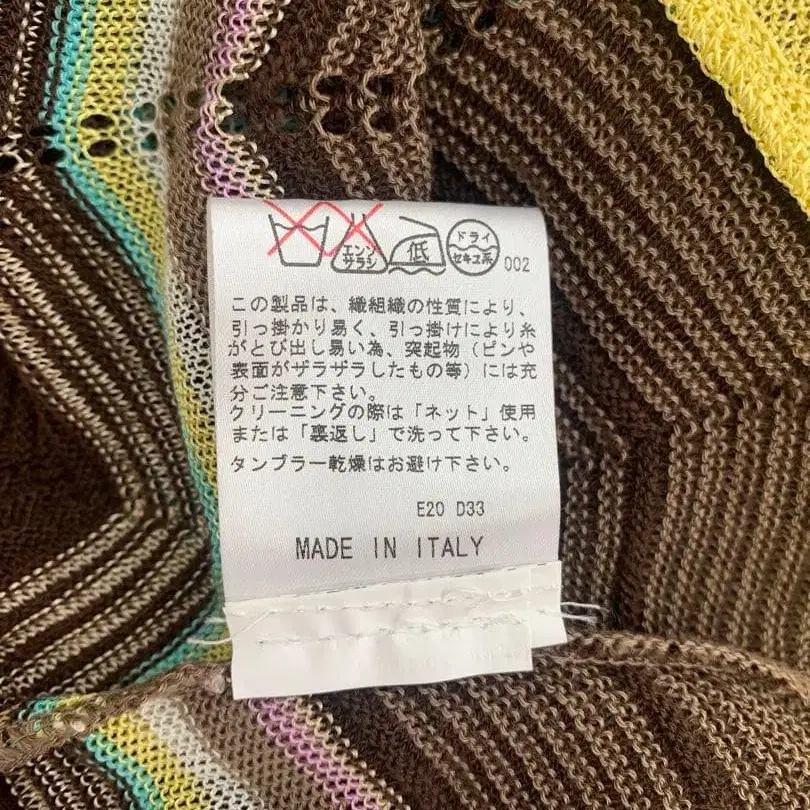 エンソ
サラシ
低
ドライ
セキユ系
002
この製品は、織組織の性質により、
引っ掛かり易く、引っ掛けにより糸
がとび出し易い為、突起物（ピンや
表面がザラザラしたもの等）には充
分ご注意下さい。
クリーニングの際は「ネット」使用
または「裏返し」で洗って下さい。
タンブラー乾燥はお避け下さい。
E20 D33
MADE IN ITALY